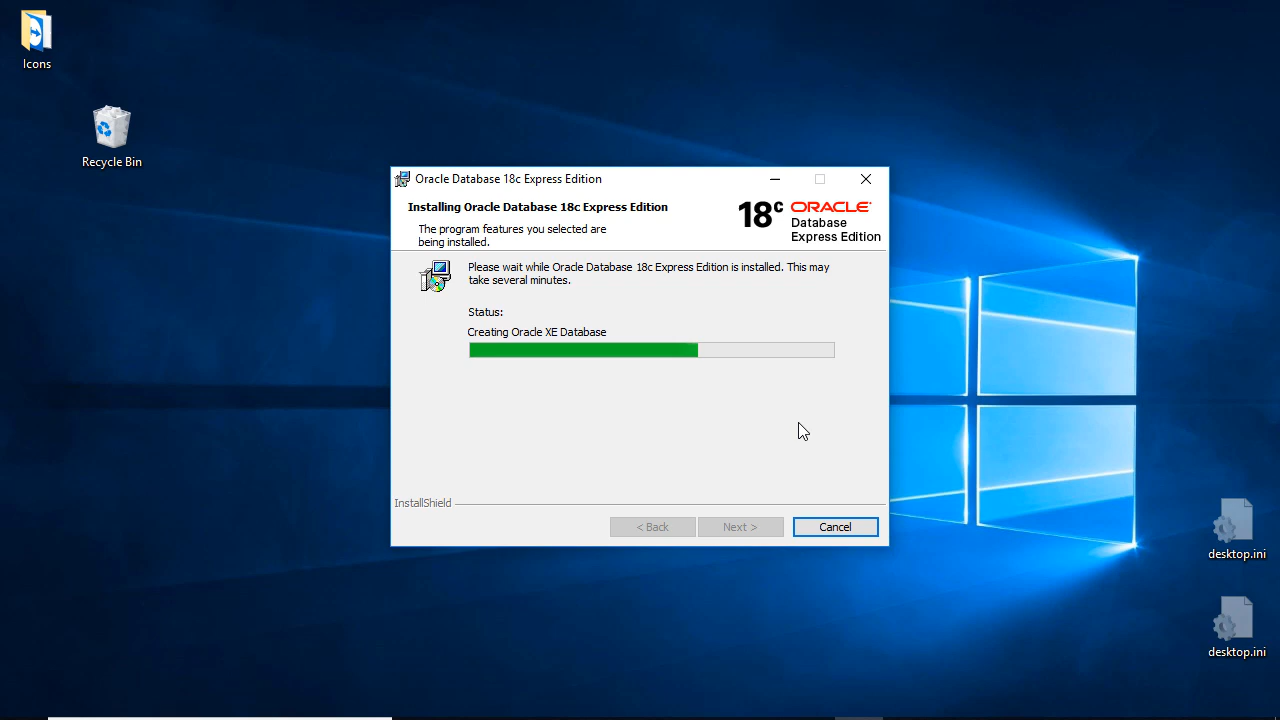 Icons
Recycle Bin
Oracle Database 18c Express Edition
Installing Oracle Database 18c Express Edition
The program features you selected are
being installed.
18c ORACLE
Database
Express Edition
Please wait while Oracle Database 18c Express Edition is installed. This may
take several minutes.
Status:
Creating Oracle XE Database
InstallShield
< Back
Next >
Cancel
desktop.ini
desktop.ini